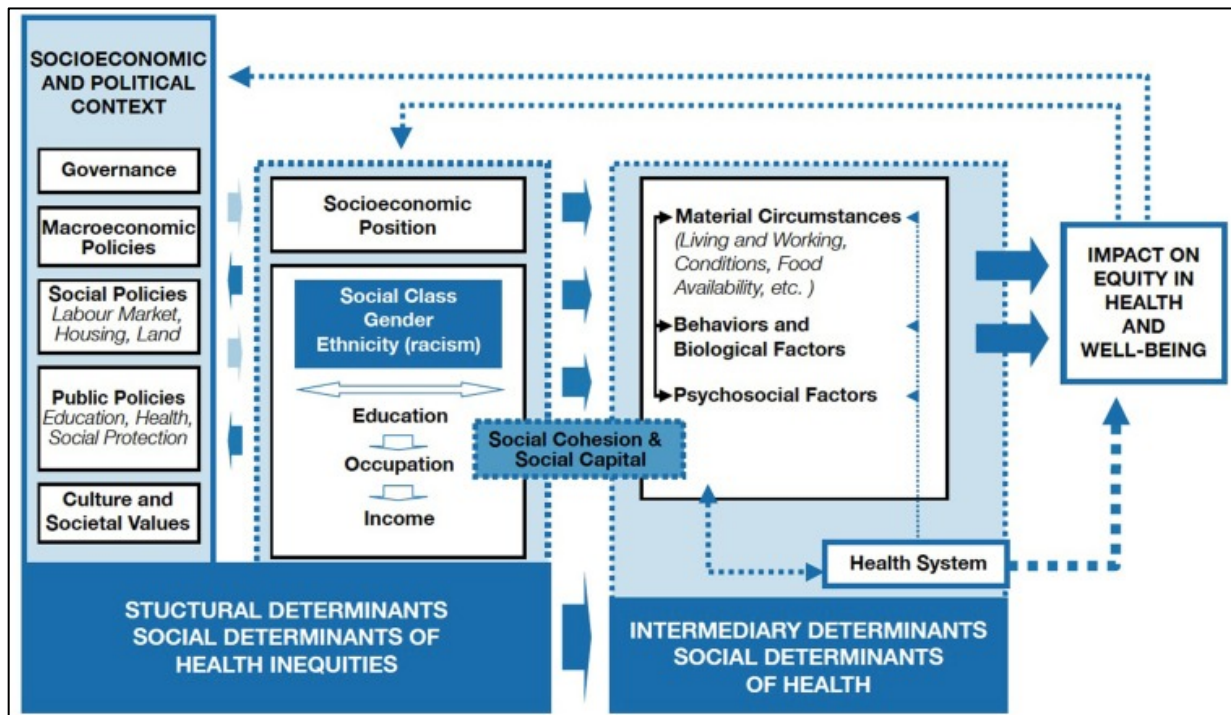 SOCIOECONOMIC
AND POLITICAL
CONTEXT
Governance
Macroeconomic
Policies
Social Policies
Labour Market,
Housing, Land
Public Policies
Education, Health,
Social Protection
Culture and
Societal Values
Socioeconomic
Position
Social Class
Gender
Ethnicity (racism)
Education
Occupation
Income
Social Cohesion &
Social Capital
Material Circumstances
(Living and Working,
Conditions, Food
Availability, etc. )
Behaviors and
Biological Factors
Psychosocial Factors
Health System
IMPACT ON
EQUITY IN
HEALTH
AND
WELL-BEING
STUCTURAL DETERMINANTS
SOCIAL DETERMINANTS OF
HEALTH INEQUITIES
INTERMEDIARY DETERMINANTS
SOCIAL DETERMINANTS
OF HEALTH